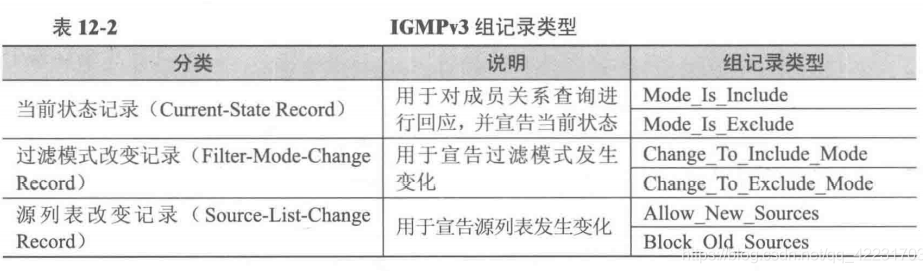 表 12-2 IGMPv3 组记录类型
分类 说明 组记录类型
当前状态记录（Current-State Record） 用于对成员关系查询进行回应，并宣告当前状态 Mode_Is_Include
Mode_Is_Exclude
过滤模式改变记录（Filter-Mode-Change Record） 用于宣告过滤模式发生变化 Change_To_Include_Mode
Change_To_Exclude_Mode
源列表改变记录（Source-List-Change Record） 用于宣告源列表发生变化 Allow_New_Sources
Block_Old_Sources